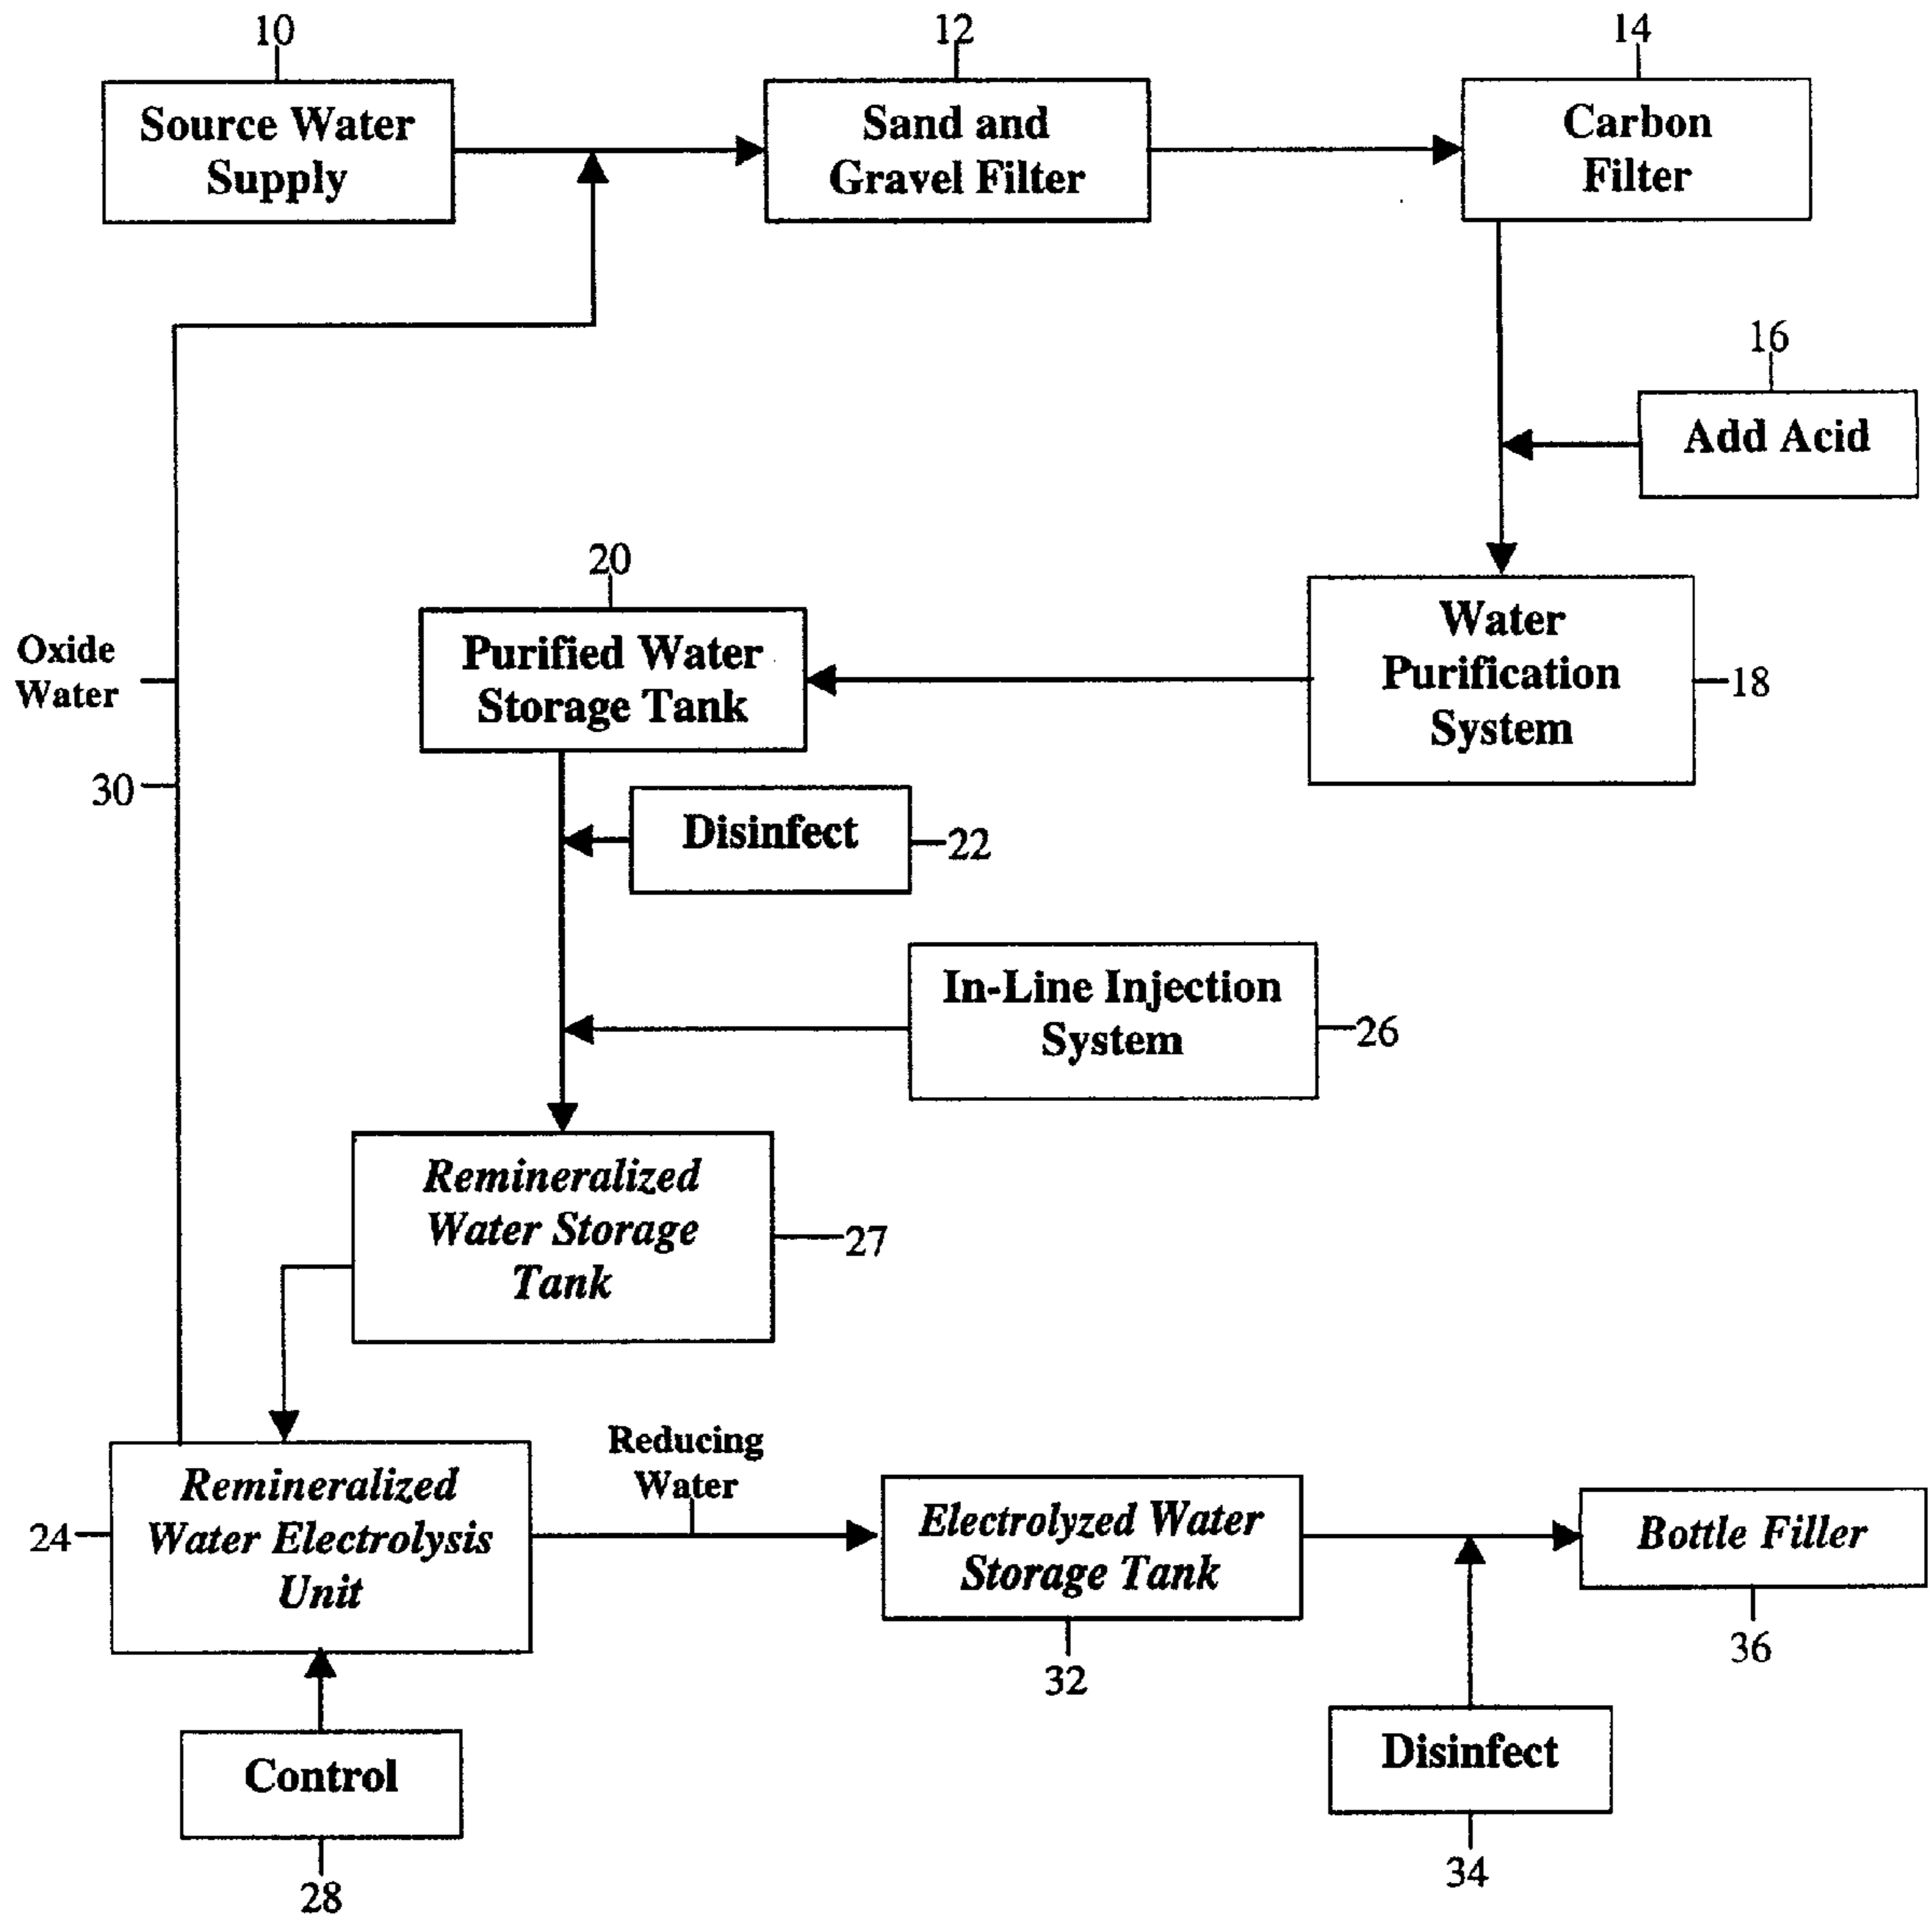 10
12
14
Source Water
Supply
Sand and
Gravel Filter
Carbon
Filter
16
Add Acid
20
Oxide
Water
Purified Water
Storage Tank
Water
Purification
System
18
30
Disinfect
22
In-Line Injection
System
26
Remineralized
Water Storage
Tank
27
Reducing
Water
24
Remineralized
Water Electrolysis
Unit
Electrolyzed Water
Storage Tank
Bottle Filler
32
36
Control
Disinfect
28
34